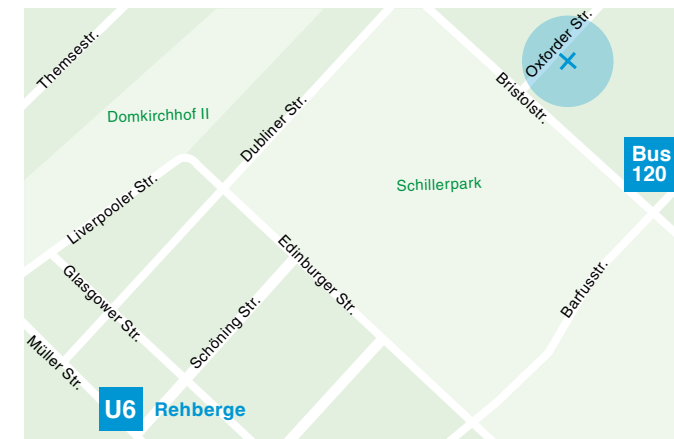 Themsestr.
Oxforder Str.
Bristolstr.
Domkirchhof II
Dubliner Str.
Bus
120
Schillerpark
Liverpooler Str.
Edinburger Str.
Glasgower Str.
Barfusstr.
Schöning Str.
Müller Str.
U6 Rehberge